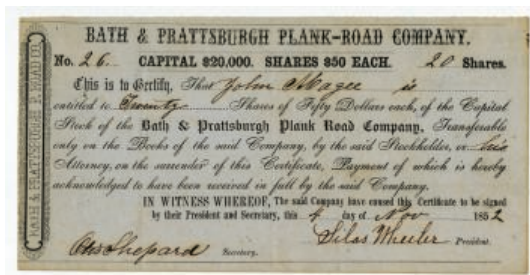 BATH & PRATTSBURGH PLANK-ROAD COMPANY.
No. 26. CAPITAL $20,000. SHARES $50 EACH. 20 Shares.
This is to Certify, That John Magee is
entitled to Twenty Shares of Fifty Dollars each, of the Capital
Stock of the Bath & Prattsburgh Plank Road Company, Transferable
only on the Books of the said Company, by the said Stockholder, or his
Attorney, on the surrender of this Certificate, Payment of which is hereby
acknowledged to have been received in full by the said Company.
IN WITNESS WHEREOF, The said Company have caused this Certificate to be signed
by their President and Secretary, this 4 day of Nov 1852
Shepard Secretary. Silas Wheeler President.
BATH & PRATTSBURGH P. ROAD CO.